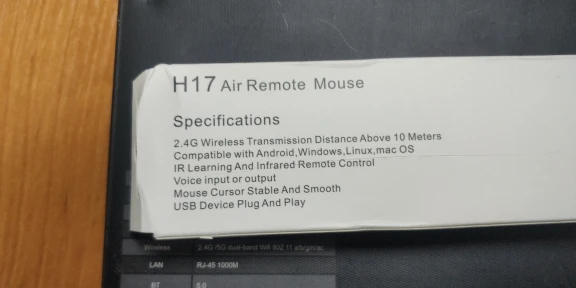 H17 Air Remote Mouse
Specifications
2.4G Wireless Transmission Distance Above 10 Meters
Compatible with Android,Windows,Linux,mac OS
IR Learning And Infrared Remote Control
Voice input or output
Mouse Cursor Stable And Smooth
USB Device Plug And Play
Wireless 2.4G /5G dual-band Wifi 802.11 a/b/g/n/ac
LAN RJ-45 1000M
BT 5.0